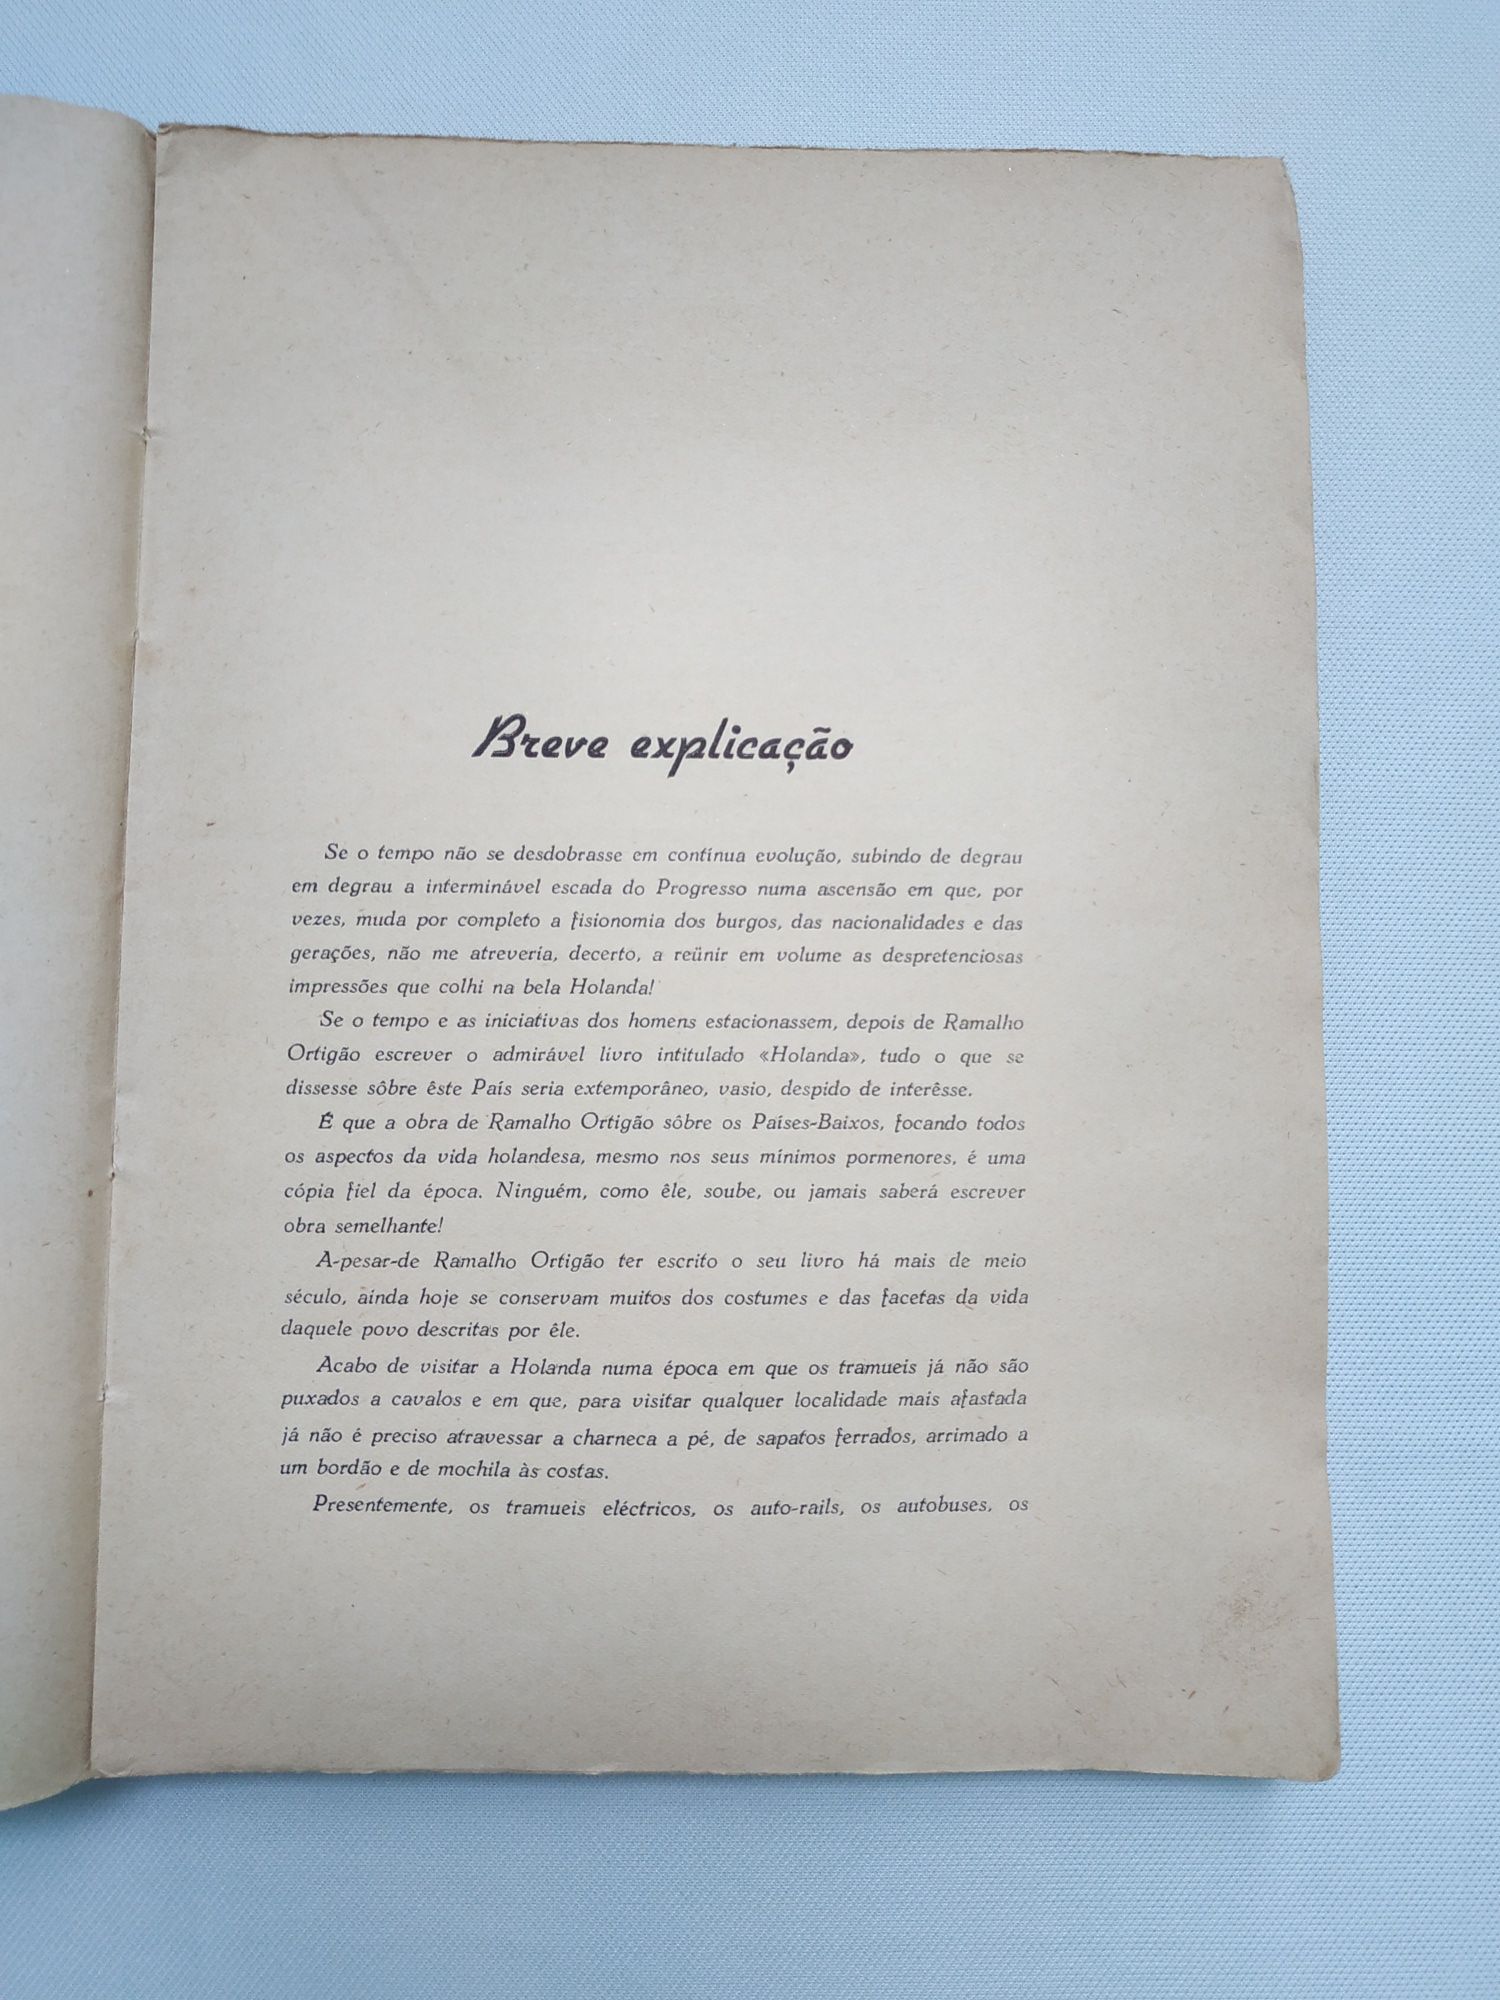 Breve explicação
Se o tempo não se desdobrasse em contínua evolução, subindo de degrau
em degrau a interminável escada do Progresso numa ascensão em que, por
vezes, muda por completo a fisionomia dos burgos, das nacionalidades e das
gerações, não me atreveria, decerto, a reünir em volume as despretenciosas
impressões que colhi na bela Holanda!
Se o tempo e as iniciativas dos homens estacionassem, depois de Ramalho
Ortigão escrever o admirável livro intitulado «Holanda», tudo o que se
dissesse sôbre êste País seria extemporâneo, vasio, despido de interêsse.
É que a obra de Ramalho Ortigão sôbre os Países-Baixos, focando todos
os aspectos da vida holandesa, mesmo nos seus mínimos pormenores, é uma
cópia fiel da época. Ninguém, como êle, soube, ou jamais saberá escrever
obra semelhante!
A-pesar-de Ramalho Ortigão ter escrito o seu livro há mais de meio
século, ainda hoje se conservam muitos dos costumes e das facetas da vida
daquele povo descritas por êle.
Acabo de visitar a Holanda numa época em que os tramueis já não são
puxados a cavalos e em que, para visitar qualquer localidade mais afastada
já não é preciso atravessar a charneca a pé, de sapatos ferrados, arrimado a
um bordão e de mochila às costas.
Presentemente, os tramueis eléctricos, os auto-rails, os autobuses, os